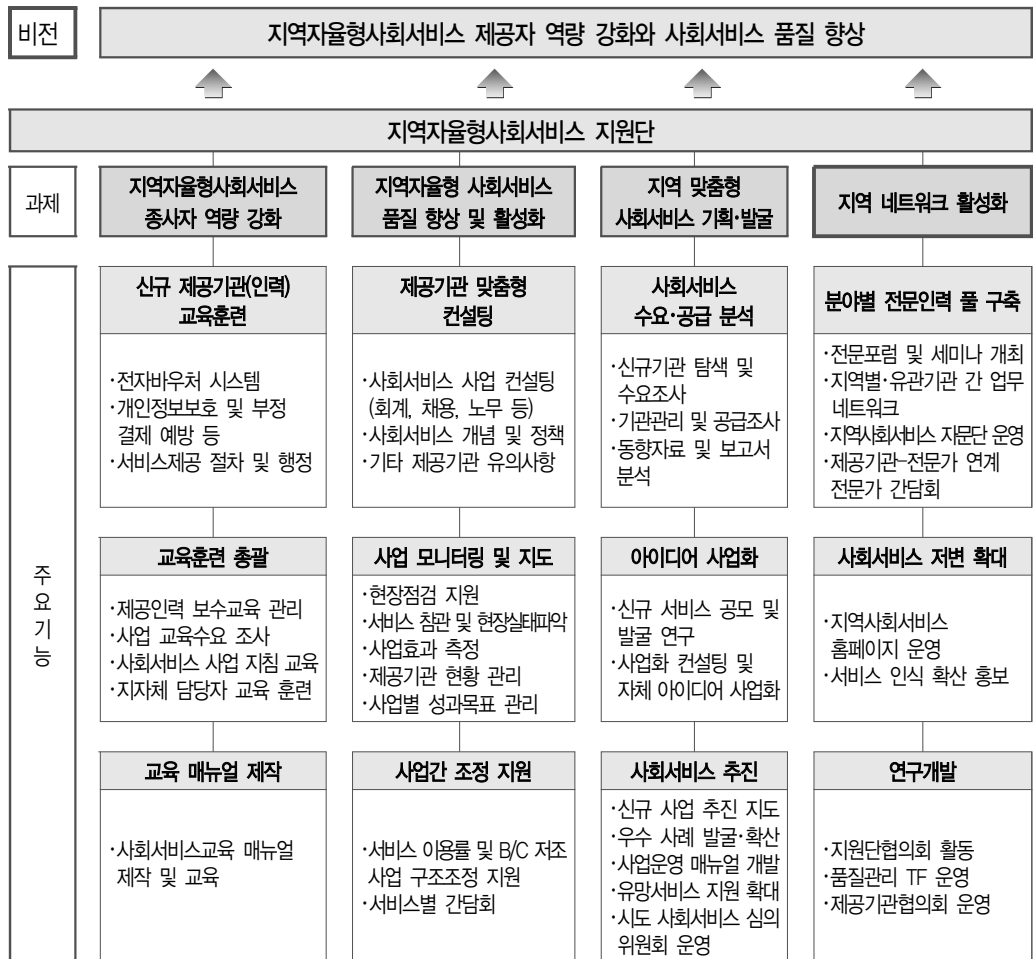 비전
지역자율형사회서비스 제공자 역량 강화와 사회서비스 품질 향상
지역자율형사회서비스 지원단
과제
지역자율형사회서비스
종사자 역량 강화
지역자율형 사회서비스
품질 향상 및 활성화
지역 맞춤형
사회서비스 기획·발굴
지역 네트워크 활성화
주
요
기
능
신규 제공기관(인력)
교육훈련
·전자바우처 시스템
·개인정보보호 및 부정
결제 예방 등
·서비스제공 절차 및 행정
제공기관 맞춤형
컨설팅
·사회서비스 사업 컨설팅
(회계, 채용, 노무 등)
·사회서비스 개념 및 정책
·기타 제공기관 유의사항
사회서비스
수요·공급 분석
·신규기관 탐색 및
수요조사
·기관관리 및 공급조사
·동향자료 및 보고서
분석
분야별 전문인력 풀 구축
·전문포럼 및 세미나 개최
·지역별·유관기관 간 업무
네트워크
·지역사회서비스 자문단 운영
·제공기관-전문가 연계
전문가 간담회
교육훈련 총괄
·제공인력 보수교육 관리
·사업 교육수요 조사
·사회서비스 사업 지침 교육
·지자체 담당자 교육 훈련
사업 모니터링 및 지도
·현장점검 지원
·서비스 참관 및 현장실태파악
·사업효과 측정
·제공기관 현황 관리
·사업별 성과목표 관리
아이디어 사업화
·신규 서비스 공모 및
발굴 연구
·사업화 컨설팅 및
자체 아이디어 사업화
사회서비스 저변 확대
·지역사회서비스
홈페이지 운영
·서비스 인식 확산 홍보
교육 매뉴얼 제작
·사회서비스교육 매뉴얼
제작 및 교육
사업간 조정 지원
·서비스 이용률 및 B/C 저조
사업 구조조정 지원
·서비스별 간담회
사회서비스 추진
·신규 사업 추진 지도
·우수 사례 발굴·확산
·사업운영 매뉴얼 개발
·유망서비스 지원 확대
·시도 사회서비스 심의
위원회 운영
연구개발
·지원단협의회 활동
·품질관리 TF 운영
·제공기관협의회 운영